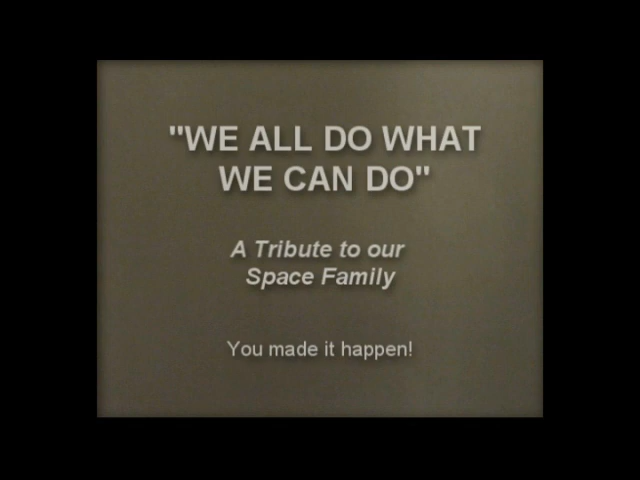 "WE ALL DO WHAT
WE CAN DO"
A Tribute to our
Space Family
You made it happen!